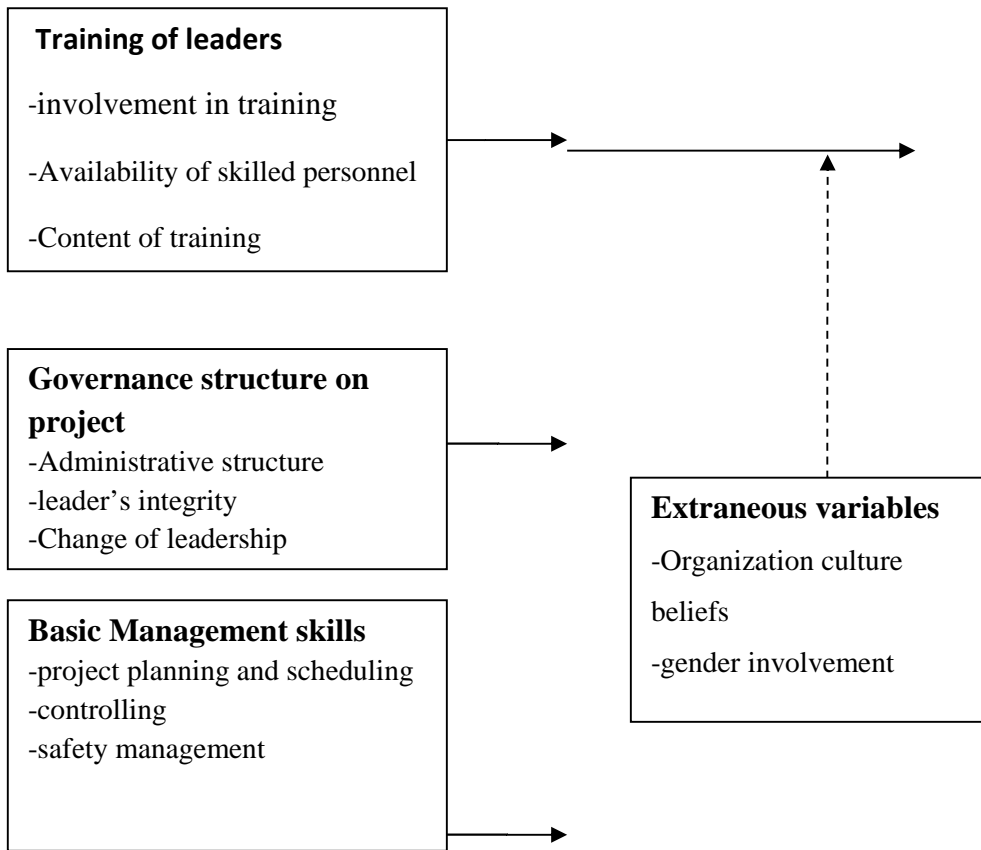 Training of leaders
-involvement in training
-Availability of skilled personnel
-Content of training
Governance structure on
project
-Administrative structure
-leader’s integrity
-Change of leadership
Extraneous variables
-Organization culture
beliefs
-gender involvement
Basic Management skills
-project planning and scheduling
-controlling
-safety management